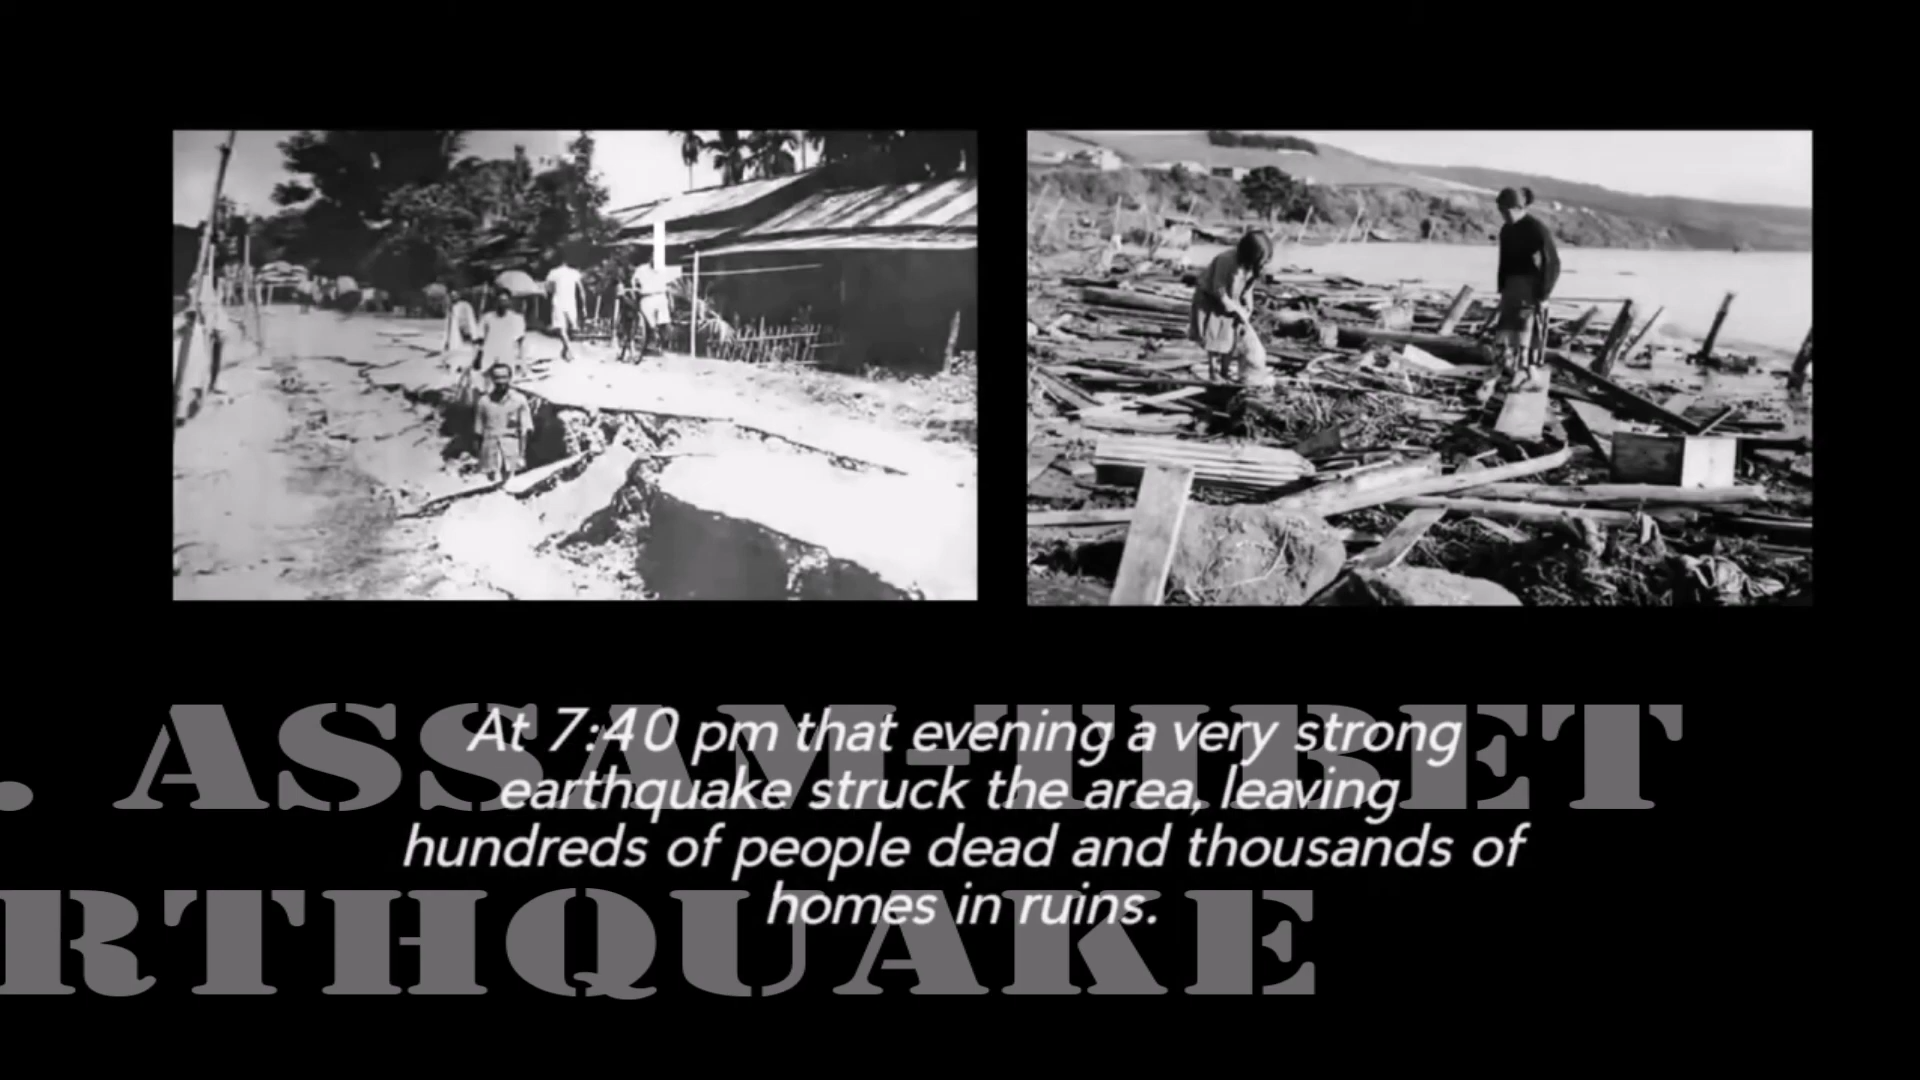 . ASSAM-TIBET
RTHQUAKE
At 7:40 pm that evening a very strong
earthquake struck the area, leaving
hundreds of people dead and thousands of
homes in ruins.